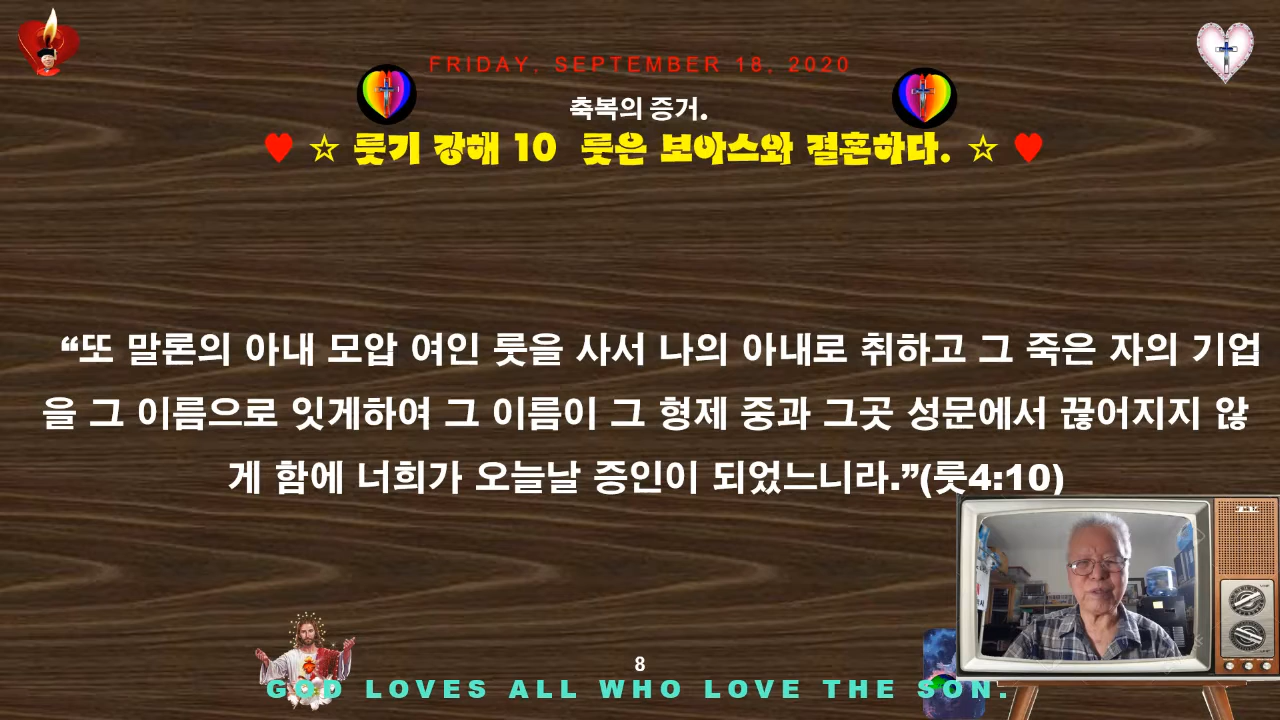 FRIDAY, SEPTEMBER 18, 2020
축복의 증거.
♥ ☆ 룻기 강해 10 룻은 보아스와 결혼하다. ☆ ♥
“또 말론의 아내 모압 여인 룻을 사서 나의 아내로 취하고 그 죽은 자의 기업
을 그 이름으로 잇게하여 그 이름이 그 형제 중과 그곳 성문에서 끊어지지 않
게 함에 너희가 오늘날 증인이 되었느니라.”(룻4:10)
8
GOD LOVES ALL WHO LOVE THE SON.